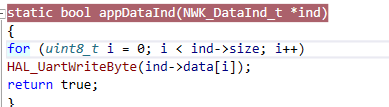 static bool appDataInd(NWK_DataInd_t *ind)
{
for (uint8_t i = 0; i < ind->size; i++)
HAL_UartWriteByte(ind->data[i]);
return true;
}